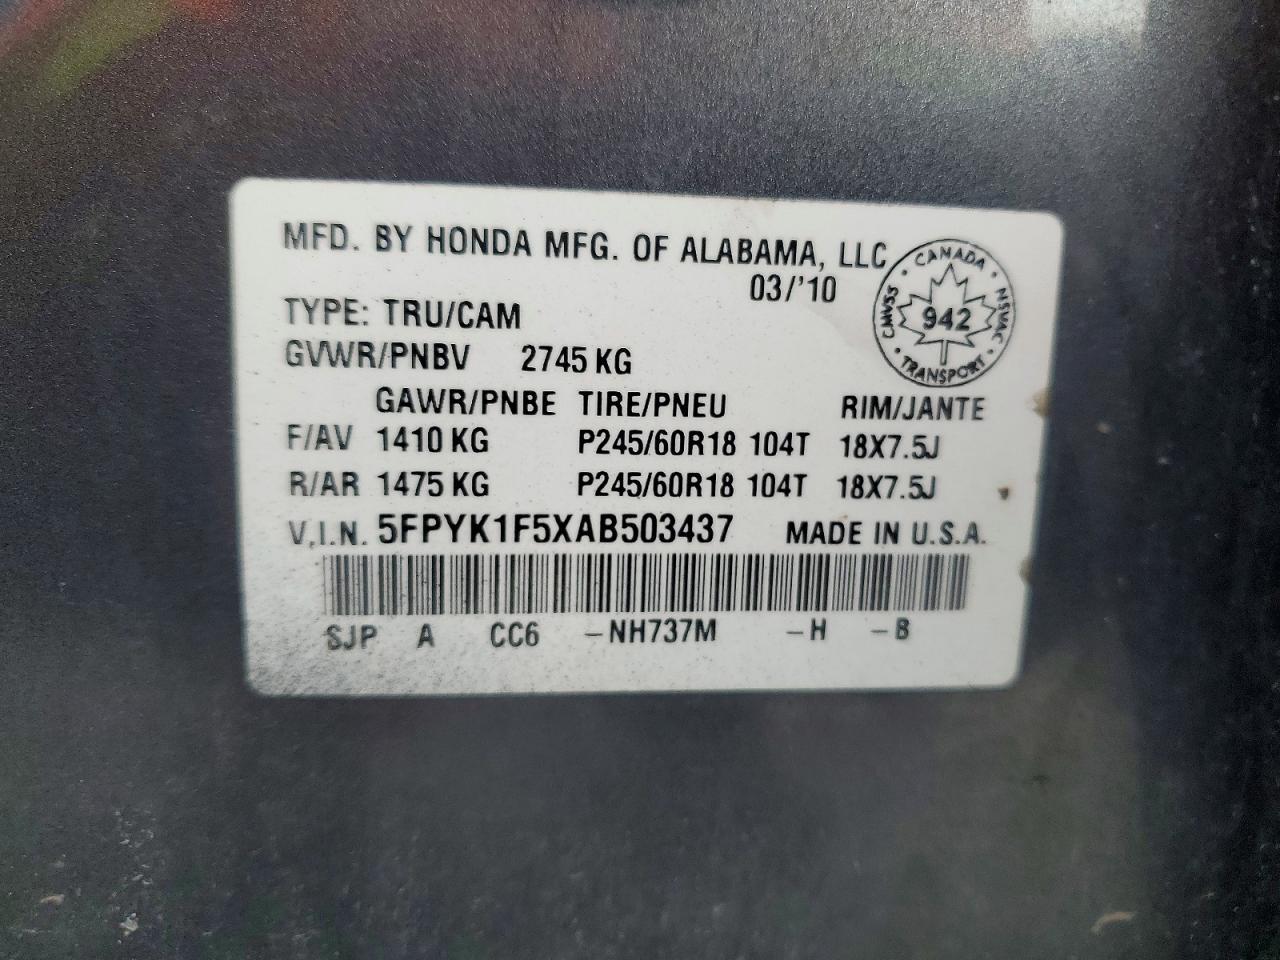 MFD. BY HONDA MFG. OF ALABAMA, LLC
03/'10
CANADA
CMVSS
942
NSVAC
TRANSPORT
TYPE: TRU/CAM
GVWR/PNBV 2745 KG
GAWR/PNBE TIRE/PNEU RIM/JANTE
F/AV 1410 KG P245/60R18 104T 18X7.5J
R/AR 1475 KG P245/60R18 104T 18X7.5J
V.I.N. 5FPYK1F5XAB503437 MADE IN U.S.A.
SJP A CC6 -NH737M -H -B